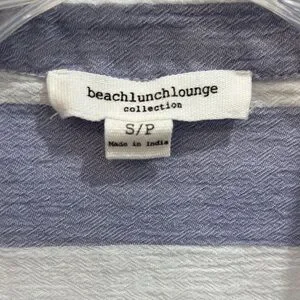 beachlunchlounge
collection
S/P
Made in India